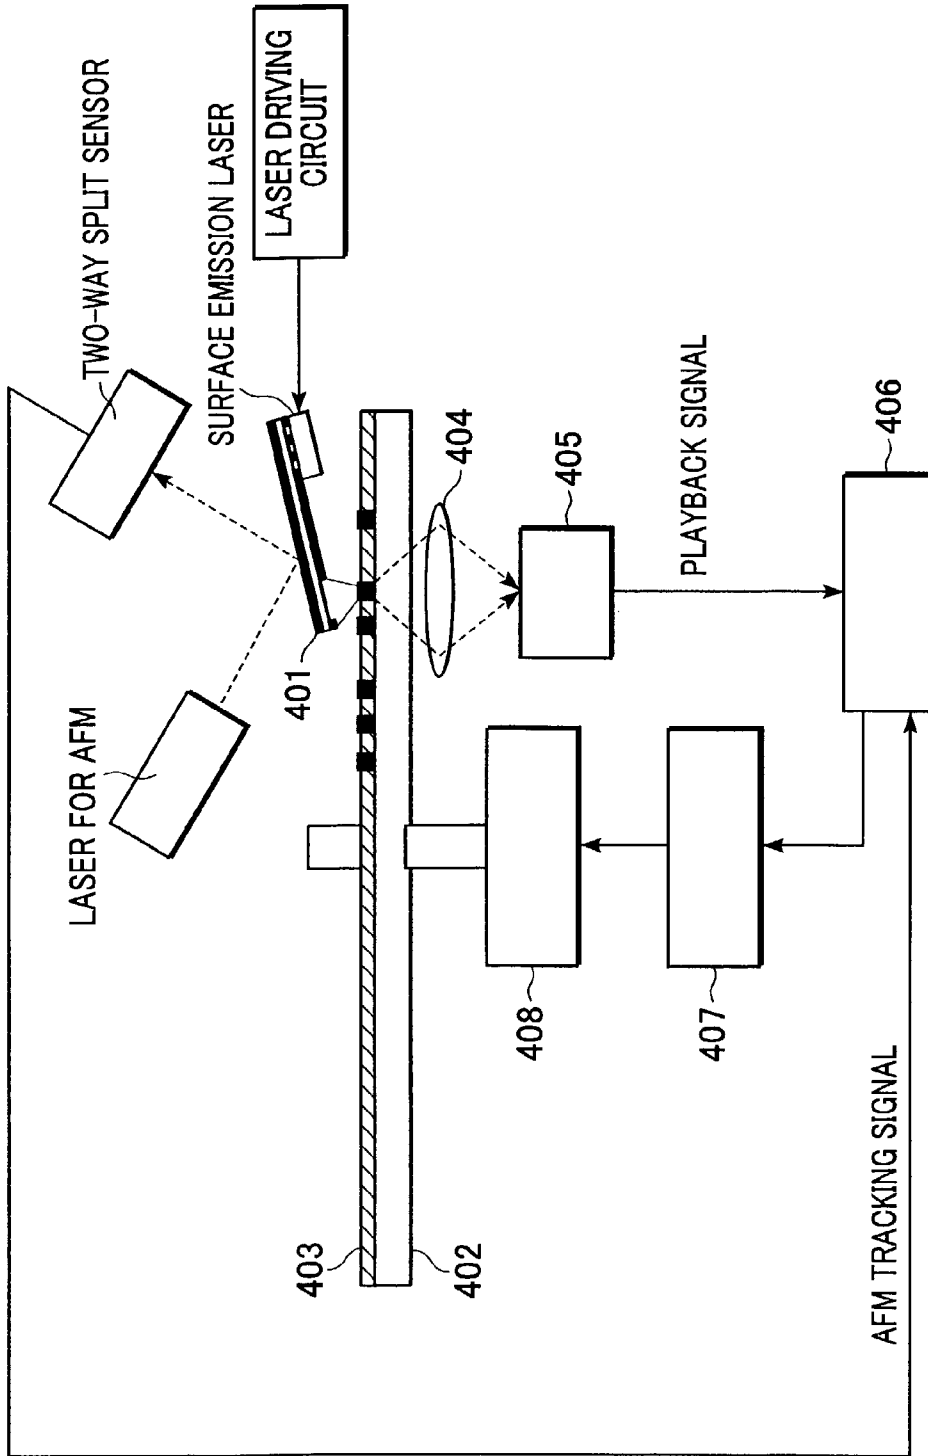 TWO-WAY SPLIT SENSOR
SURFACE EMISSION LASER
LASER DRIVING
CIRCUIT
LASER FOR AFM
401
403
402
404
405
PLAYBACK SIGNAL
406
408
407
AFM TRACKING SIGNAL